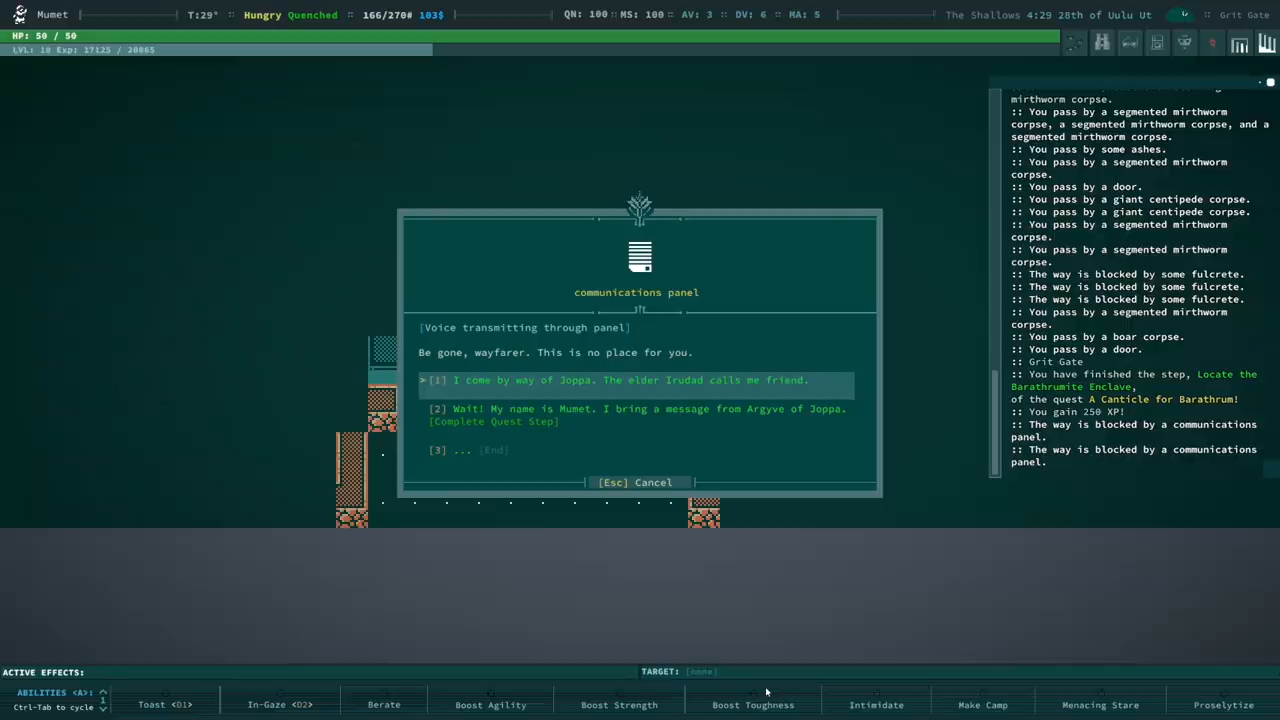 Mumet T:29° :: Hungry Quenched :: 166/270# 103$ QN: 100 :: MS: 100 :: AV: 3 :: DV: 6 :: MA: 5 The Shallows 4:29 28th of Uulu Ut :: Grit Gate
HP: 50 / 50
LVL: 10 Exp: 17125 / 20865
mirthworm corpse.
:: You pass by a segmented mirthworm
corpse, a segmented mirthworm corpse, and a
segmented mirthworm corpse.
:: You pass by some ashes.
:: You pass by a segmented mirthworm
corpse.
:: You pass by a door.
:: You pass by a giant centipede corpse.
:: You pass by a giant centipede corpse.
:: You pass by a segmented mirthworm
corpse.
:: You pass by a segmented mirthworm
corpse.
:: The way is blocked by some fulcrete.
:: The way is blocked by some fulcrete.
:: The way is blocked by some fulcrete.
:: You pass by a segmented mirthworm
corpse.
:: You pass by a boar corpse.
:: You pass by a door.
:: Grit Gate
:: You have finished the step, Locate the
Barathrumite Enclave,
of the quest A Canticle for Barathrum!
:: You gain 250 XP!
:: The way is blocked by a communications
panel.
:: The way is blocked by a communications
panel.
communications panel
[Voice transmitting through panel]
Be gone, wayfarer. This is no place for you.
>[1] I come by way of Joppa. The elder Irudad calls me friend.
[2] Wait! My name is Mumet. I bring a message from Argyve of Joppa.
[Complete Quest Step]
[3] ... [End]
[Esc] Cancel
ACTIVE EFFECTS: TARGET: [none]
ABILITIES <A>: 1
Ctrl-Tab to cycle
Toast <D1> In-Gaze <D2> Berate Boost Agility Boost Strength Boost Toughness Intimidate Make Camp Menacing Stare Proselytize